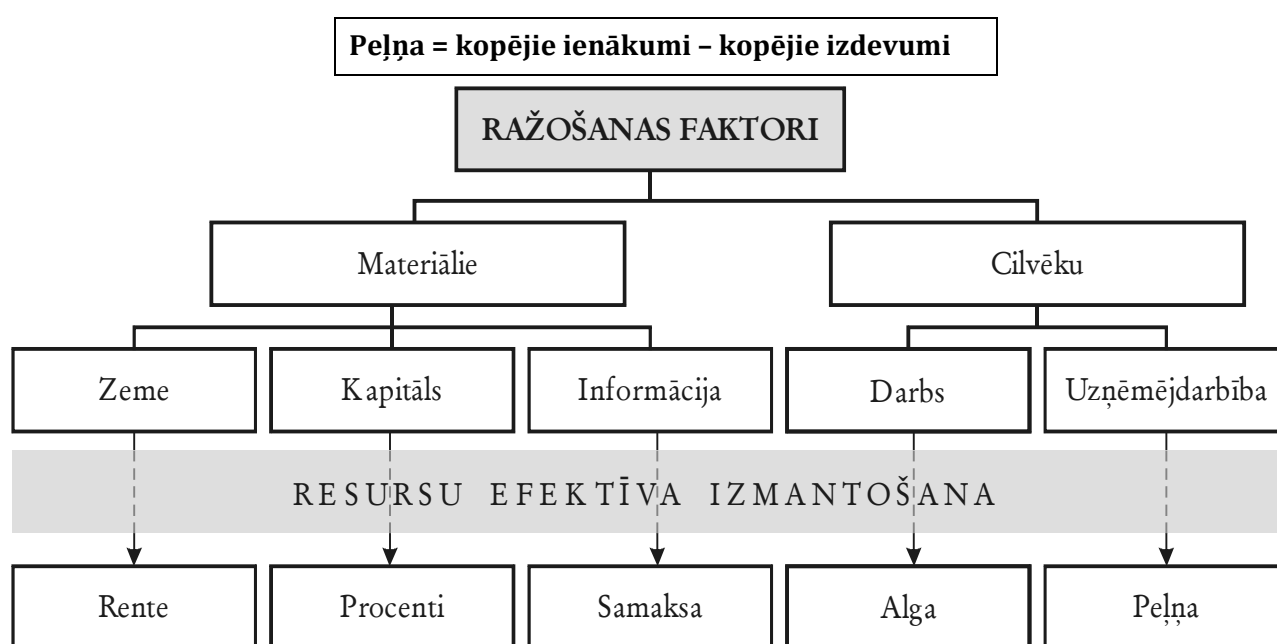 Peļņa = kopējie ienākumi – kopējie izdevumi
RAŽOŠANAS FAKTORI
Materiālie
Cilvēku
Zeme
Kapitāls
Informācija
Darbs
Uzņēmējdarbība
RESURSU EFEKTĪVA IZMANTOŠANA
Rente
Procenti
Samaksa
Alga
Peļņa